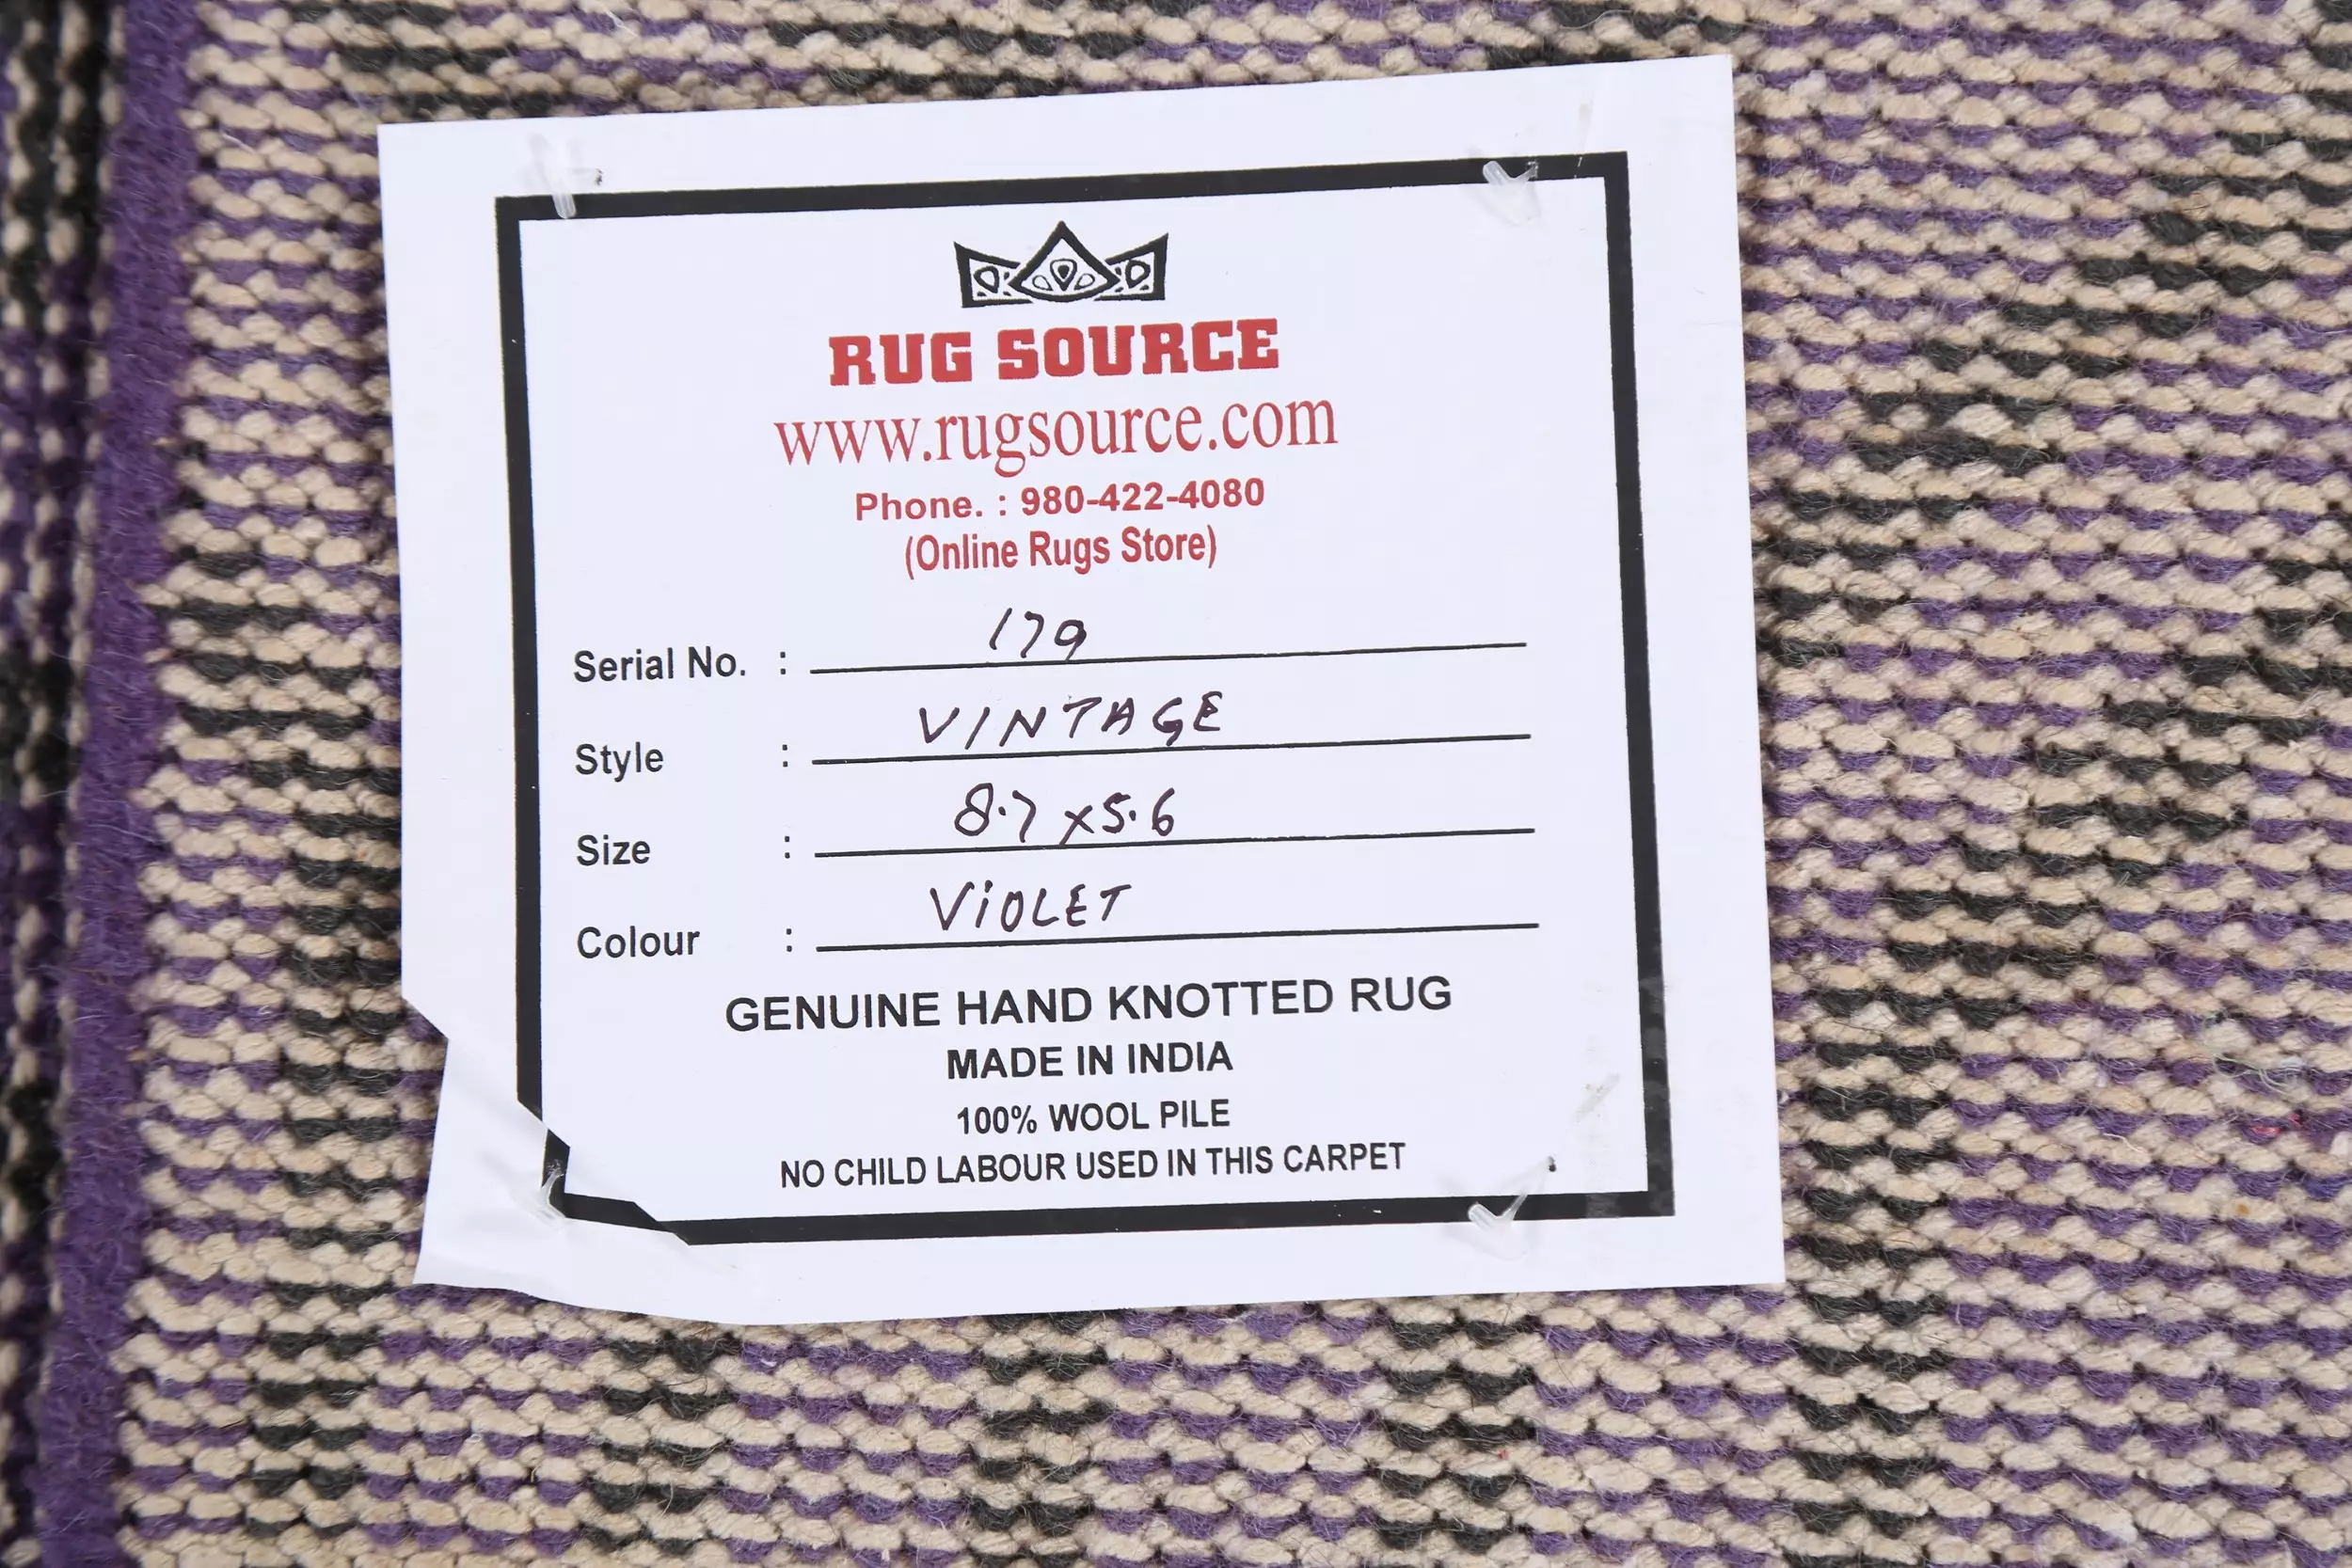 RUG SOURCE
www.rugsource.com
Phone. : 980-422-4080
(Online Rugs Store)
Serial No. : 179
Style : VINTAGE
Size : 8.7 x 5.6
Colour : ViOLET
GENUINE HAND KNOTTED RUG
MADE IN INDIA
100% WOOL PILE
NO CHILD LABOUR USED IN THIS CARPET